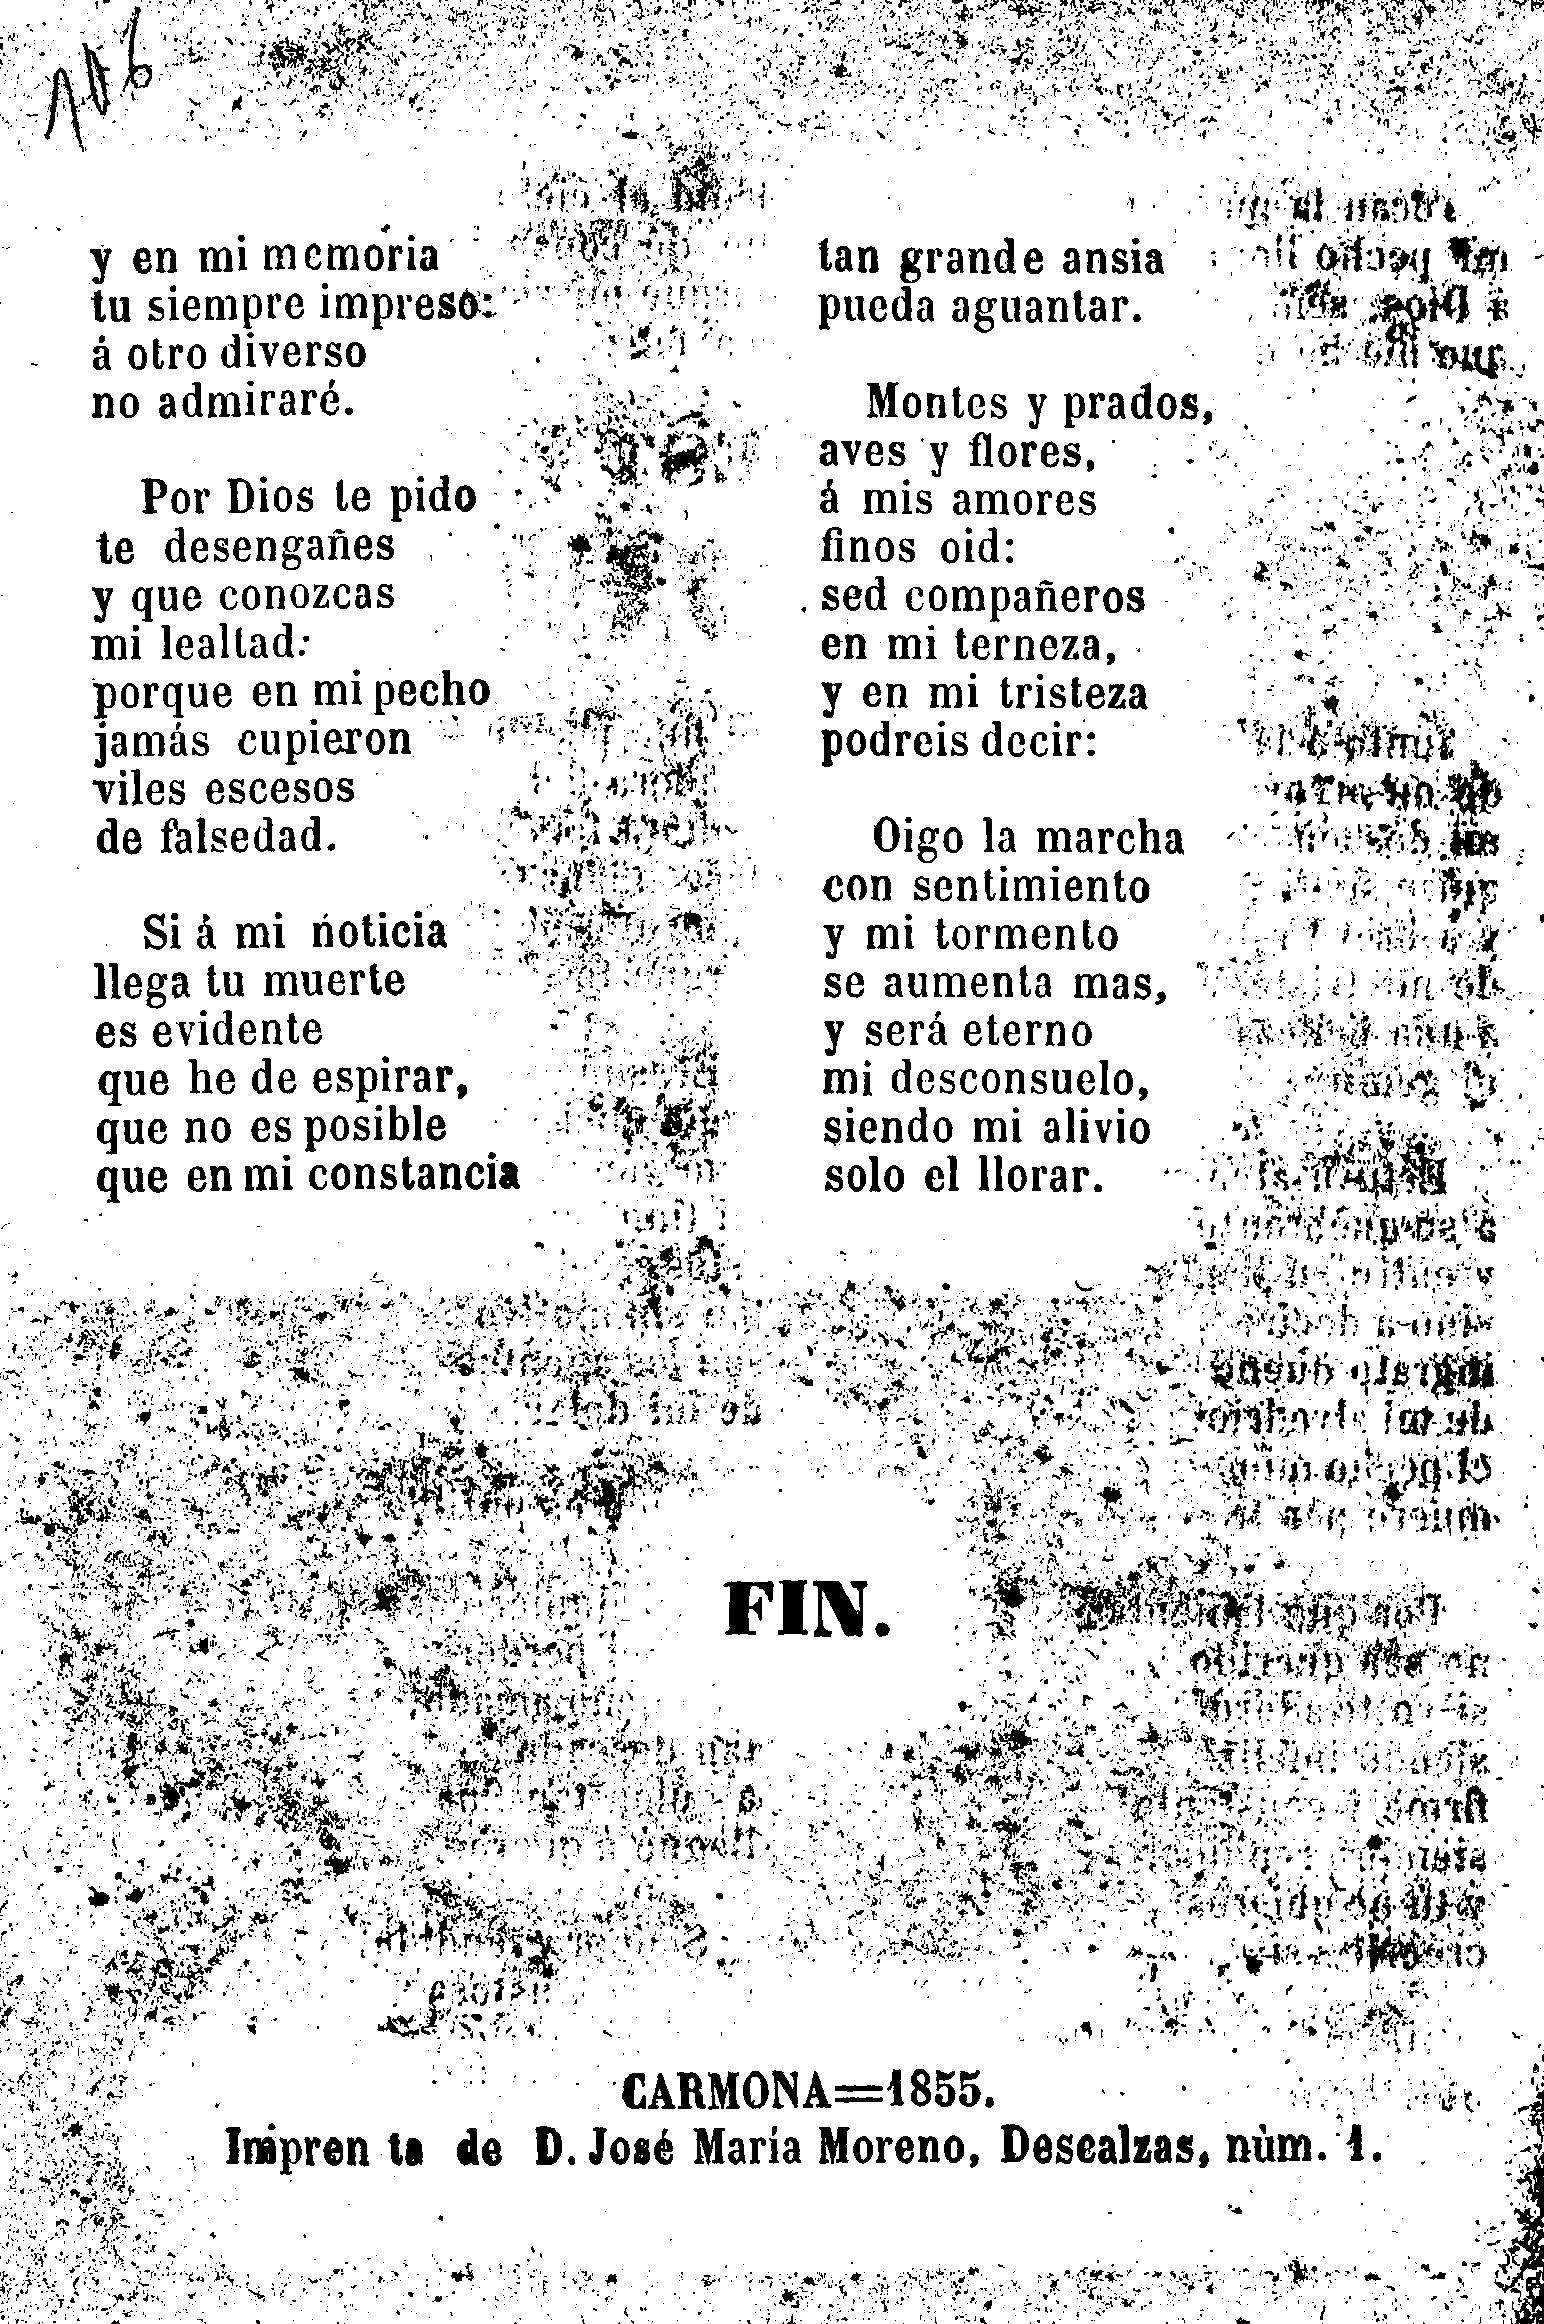 106
y en mi memoria
tu siempre impreso:
á otro diverso
no admiraré.
Por Dios te pido
te desengañes
y que conozcas
mi lealtad:
porque en mi pecho
jamás cupieron
viles escesos
de falsedad.
Si á mi noticia
llega tu muerte
es evidente
que he de espirar,
que no es posible
que en mi constancia
tan grande ansia
pueda aguantar.
Montes y prados,
aves y flores,
á mis amores
finos oid:
sed compañeros
en mi terneza,
y en mi tristeza
podreis decir:
Oigo la marcha
con sentimiento
y mi tormento
se aumenta mas,
y será eterno
mi desconsuelo,
siendo mi alivio
solo el llorar.
FIN.
CARMONA=1855.
Impren ta de D. José María Moreno, Desealzas, nùm. 1.